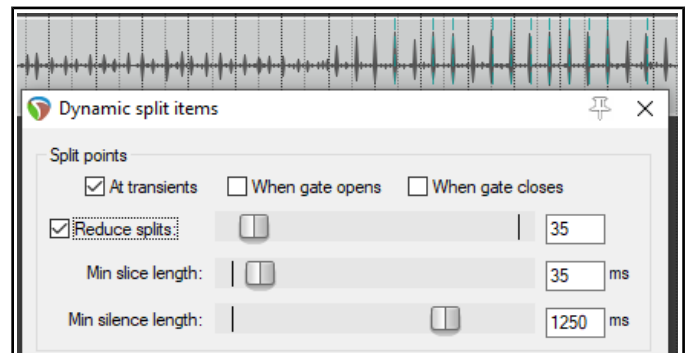 Dynamic split items
Split points
At transients When gate opens When gate closes
Reduce splits: 35
Min slice length: 35 ms
Min silence length: 1250 ms